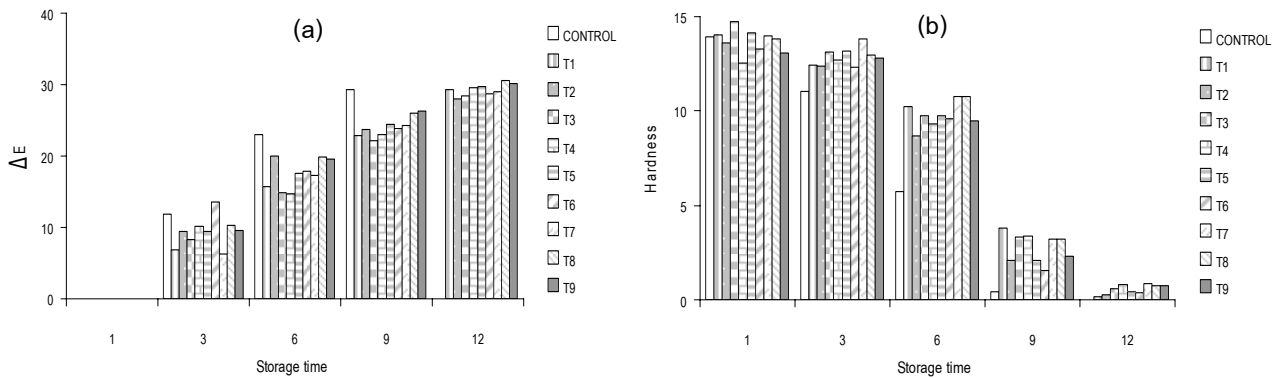 (a)
40
30
20
10
0
ΔE
1 3 6 9 12
Storage time
CONTROL
T1
T2
T3
T4
T5
T6
T7
T8
T9
(b)
15
10
5
0
Hardness
1 3 6 9 12
Storage time
CONTROL
T1
T2
T3
T4
T5
T6
T7
T8
T9